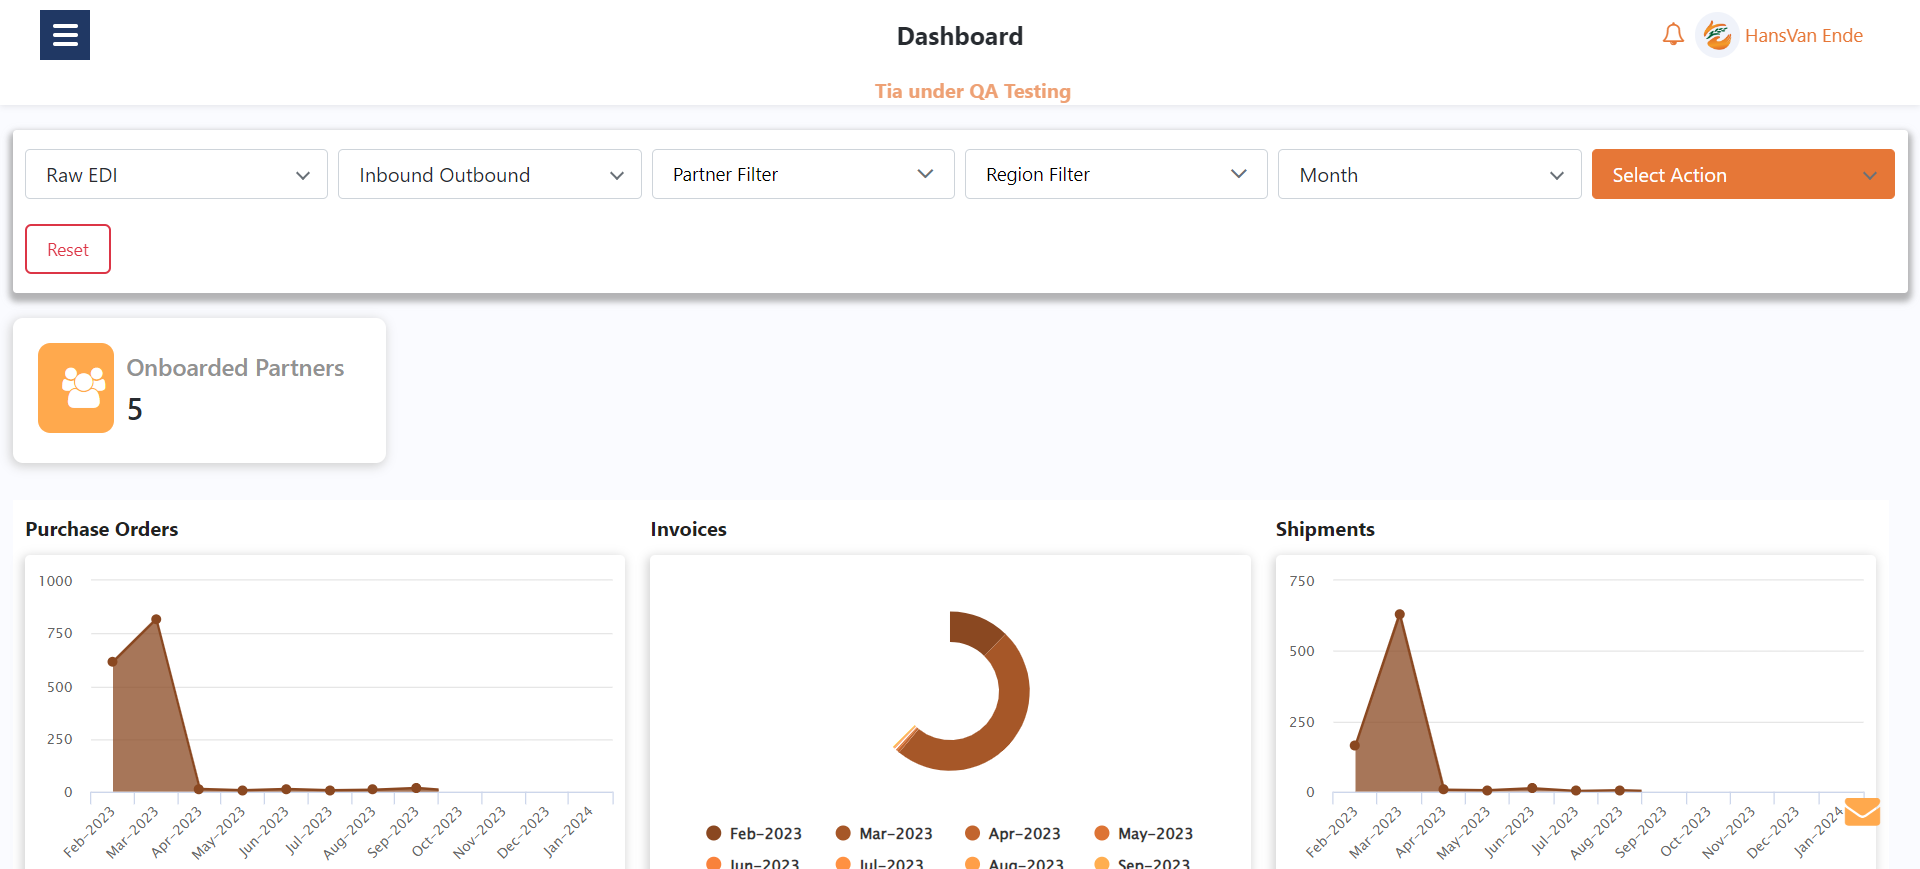 Dashboard
HansVan Ende
Tia under QA Testing
Raw EDI
Inbound Outbound
Partner Filter
Region Filter
Month
Select Action
Reset
Onboarded Partners
5
Purchase Orders
1000
750
500
250
0
Feb-2023
Mar-2023
Apr-2023
May-2023
Jun-2023
Jul-2023
Aug-2023
Sep-2023
Oct-2023
Nov-2023
Dec-2023
Jan-2024
Invoices
Feb-2023
Mar-2023
Apr-2023
May-2023
Jun-2023
Jul-2023
Aug-2023
Sep-2023
Shipments
750
500
250
0
Feb-2023
Mar-2023
Apr-2023
May-2023
Jun-2023
Jul-2023
Aug-2023
Sep-2023
Oct-2023
Nov-2023
Dec-2023
Jan-2024